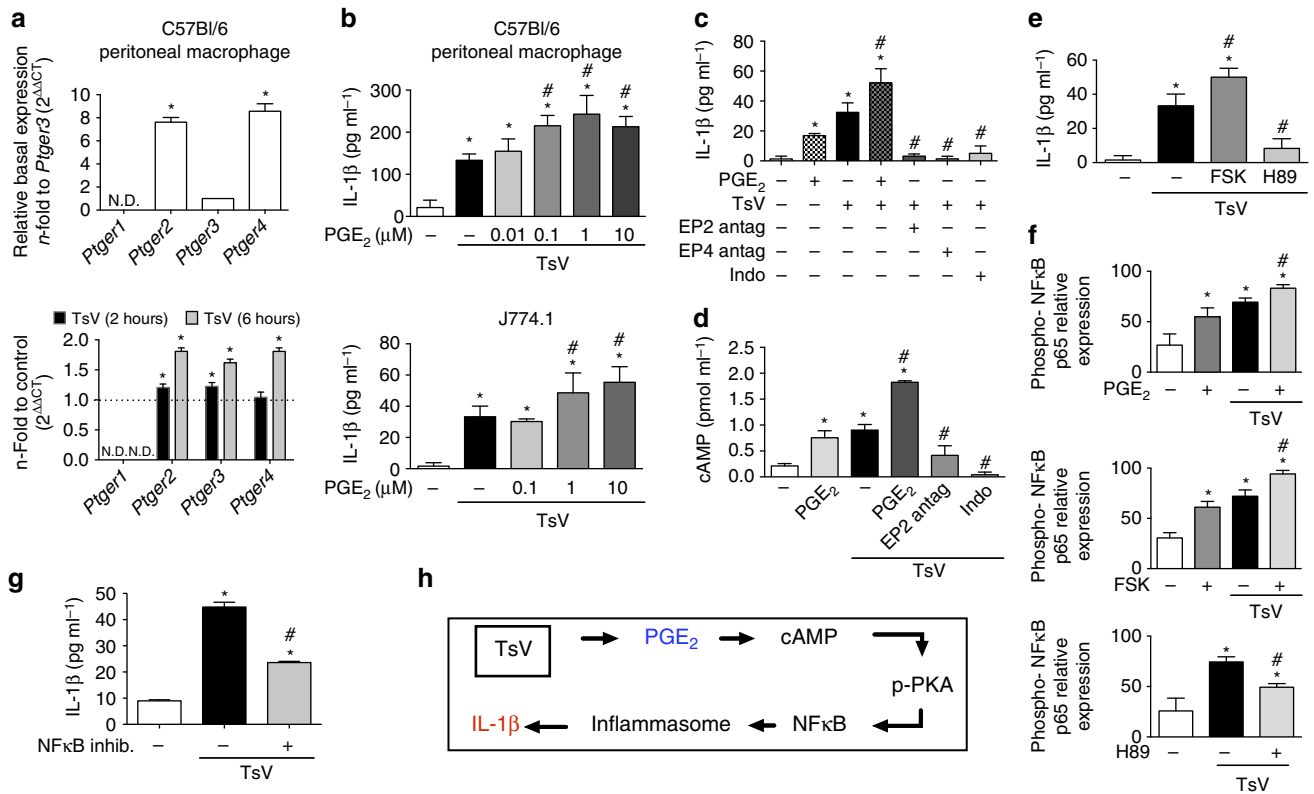 a
C57Bl/6
peritoneal macrophage
Relative basal expression
n-fold to Ptger3 (2^ΔΔCT)
10
8
6
4
2
0
N.D.
*
*
Ptger1
Ptger2
Ptger3
Ptger4
TsV (2 hours)
TsV (6 hours)
n-Fold to control
(2^ΔΔCT)
2.0
1.5
1.0
0.5
0.0
N.D.N.D.
* * * * *
Ptger1
Ptger2
Ptger3
Ptger4
b
C57Bl/6
peritoneal macrophage
IL-1β (pg ml⁻¹)
300
200
100
0
# # #
* * * * *
PGE₂ (μM) – – 0.01 0.1 1 10
TsV
J774.1
IL-1β (pg ml⁻¹)
80
60
40
20
0
# #
* * * *
PGE₂ (μM) – – 0.1 1 10
TsV
c
IL-1β (pg ml⁻¹)
80
60
40
20
0
# # # #
* * *
PGE₂ – + – + – – –
TsV – – + + + + +
EP2 antag – – – – + – –
EP4 antag – – – – – + –
Indo – – – – – – +
d
cAMP (pmol ml⁻¹)
2.5
2.0
1.5
1.0
0.5
0.0
# # #
* * *
–
PGE₂
–
PGE₂
EP2 antag
Indo
TsV
e
IL-1β (pg ml⁻¹)
60
40
20
0
# #
* *
– – FSK H89
TsV
f
Phospho- NFκB
p65 relative
expression
100
50
0
#
* * *
PGE₂ – + – +
TsV
Phospho- NFκB
p65 relative
expression
100
50
0
#
* * *
FSK – + – +
TsV
Phospho- NFκB
p65 relative
expression
100
50
0
#
* *
H89 – – +
TsV
g
IL-1β (pg ml⁻¹)
50
40
30
20
10
0
#
* *
NFκB inhib. – – +
TsV
h
TsV PGE₂ cAMP
p-PKA
IL-1β Inflammasome NFκB